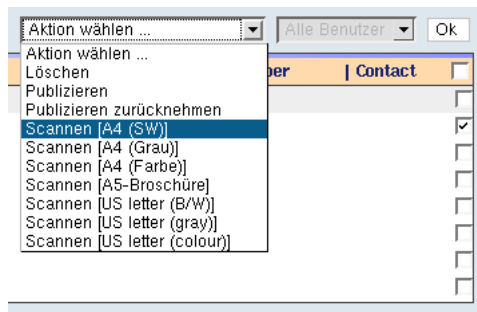 Aktion wählen ... Alle Benutzer Ok
Aktion wählen ...
Löschen | Contact
Publizieren
Publizieren zurücknehmen
Scannen [A4 (SW)]
Scannen [A4 (Grau)]
Scannen [A4 (Farbe)]
Scannen [A5-Broschüre]
Scannen [US letter (B/W)]
Scannen [US letter (gray)]
Scannen [US letter (colour)]